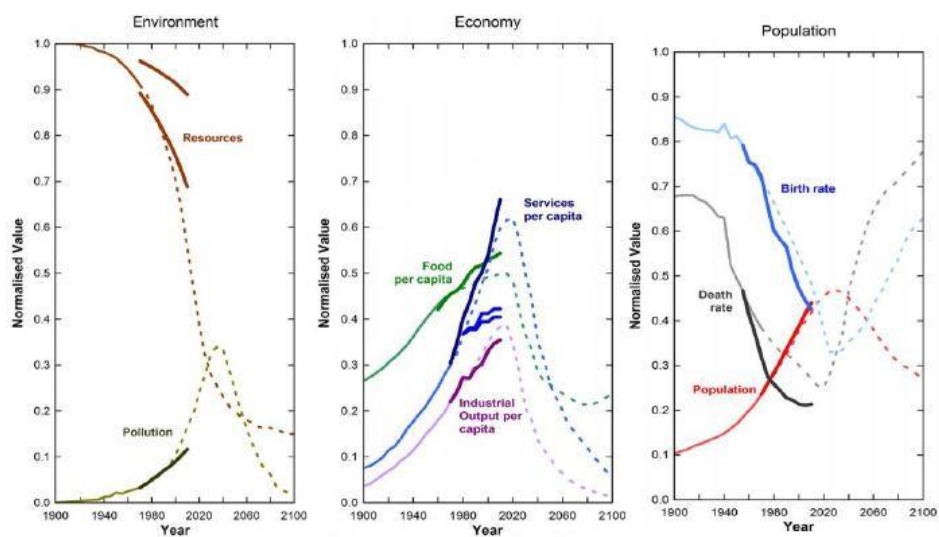 Environment
1.0
0.9
0.8
0.7
0.6
0.5
0.4
0.3
0.2
0.1
0.0
Normalised Value
Resources
Pollution
1900 1940 1980 2020 2060 2100
Year
Economy
1.0
0.9
0.8
0.7
0.6
0.5
0.4
0.3
0.2
0.1
0.0
Normalised Value
Services
per capita
Food
per capita
Industrial
Output per
capita
1900 1940 1980 2020 2060 2100
Year
Population
1.0
0.9
0.8
0.7
0.6
0.5
0.4
0.3
0.2
0.1
0.0
Normalised Value
Birth rate
Death
rate
Population
1900 1940 1980 2020 2060 2100
Year